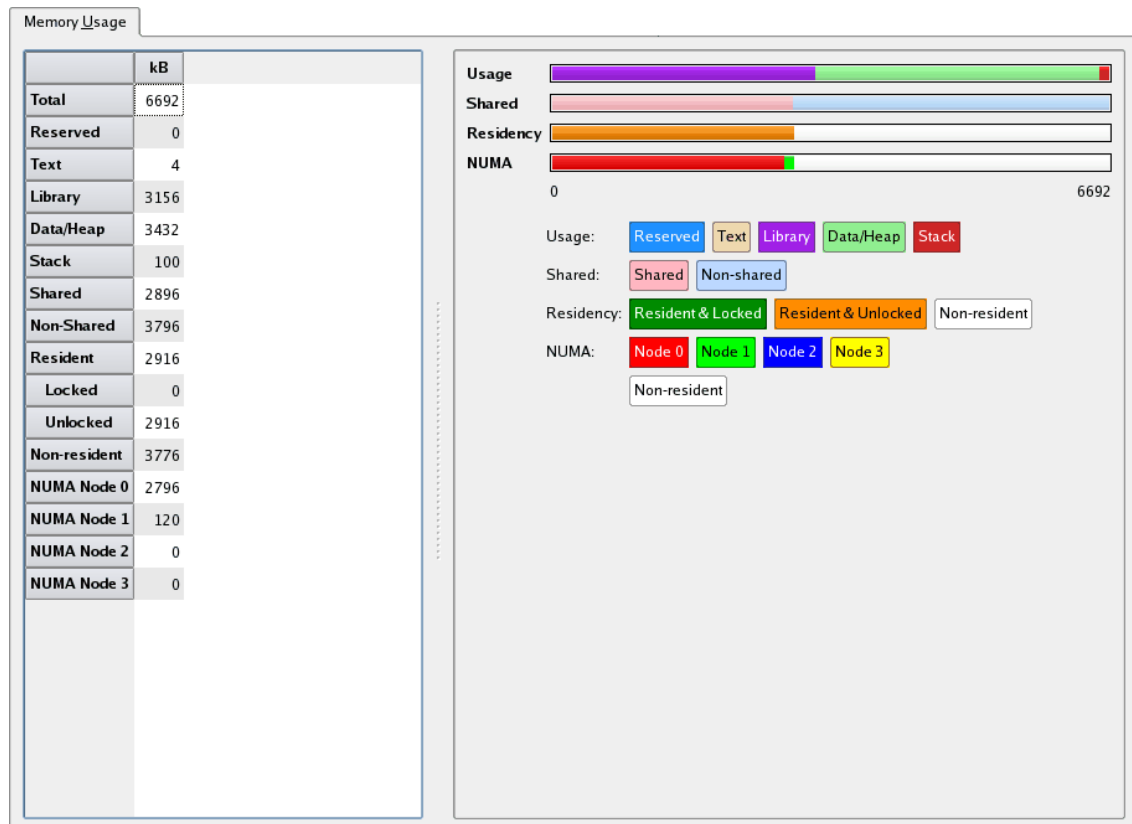 Memory Usage
kB
Total 6692
Reserved 0
Text 4
Library 3156
Data/Heap 3432
Stack 100
Shared 2896
Non-Shared 3796
Resident 2916
Locked 0
Unlocked 2916
Non-resident 3776
NUMA Node 0 2796
NUMA Node 1 120
NUMA Node 2 0
NUMA Node 3 0
Usage
Shared
Residency
NUMA
0 6692
Usage: Reserved Text Library Data/Heap Stack
Shared: Shared Non-shared
Residency: Resident & Locked Resident & Unlocked Non-resident
NUMA: Node 0 Node 1 Node 2 Node 3
Non-resident